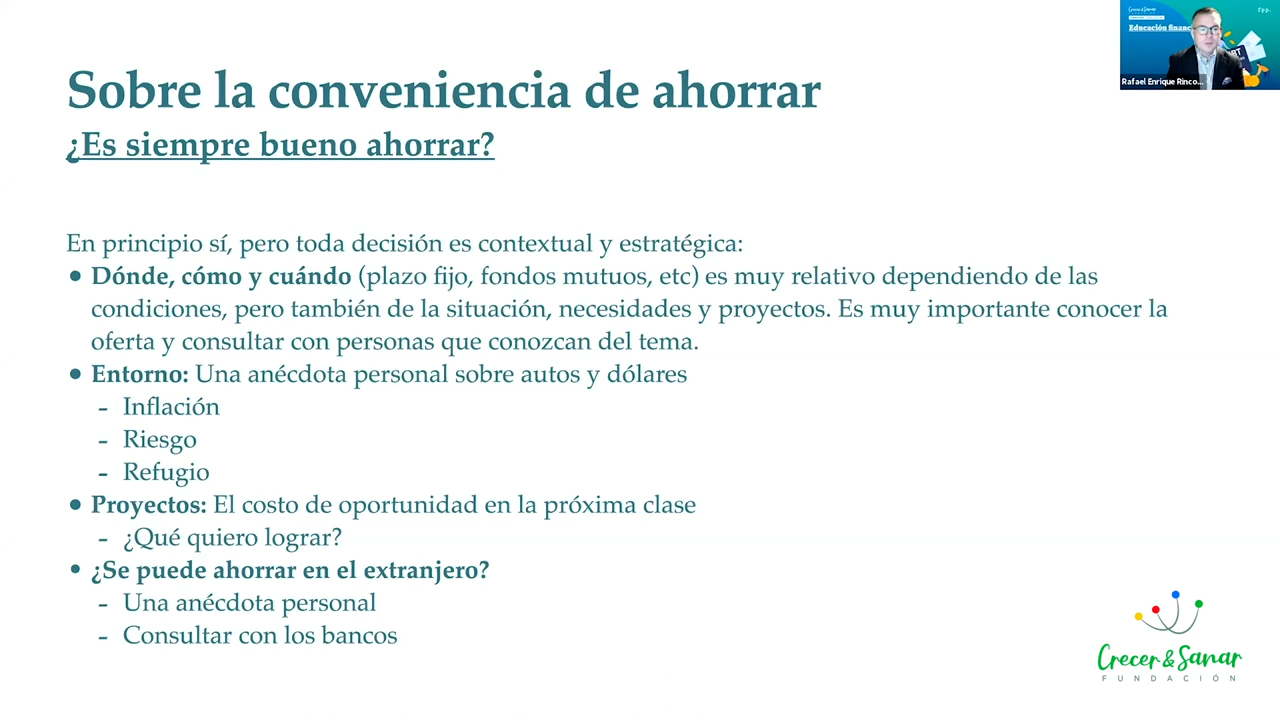 Sobre la conveniencia de ahorrar
¿Es siempre bueno ahorrar?
En principio sí, pero toda decisión es contextual y estratégica:
• Dónde, cómo y cuándo (plazo fijo, fondos mutuos, etc) es muy relativo dependiendo de las
condiciones, pero también de la situación, necesidades y proyectos. Es muy importante conocer la
oferta y consultar con personas que conozcan del tema.
• Entorno: Una anécdota personal sobre autos y dólares
- Inflación
- Riesgo
- Refugio
• Proyectos: El costo de oportunidad en la próxima clase
- ¿Qué quiero lograr?
• ¿Se puede ahorrar en el extranjero?
- Una anécdota personal
- Consultar con los bancos
Crecer & Sanar
Educación
Rafael Enrique Rinco...
Crecer & Sanar
FUNDACIÓN